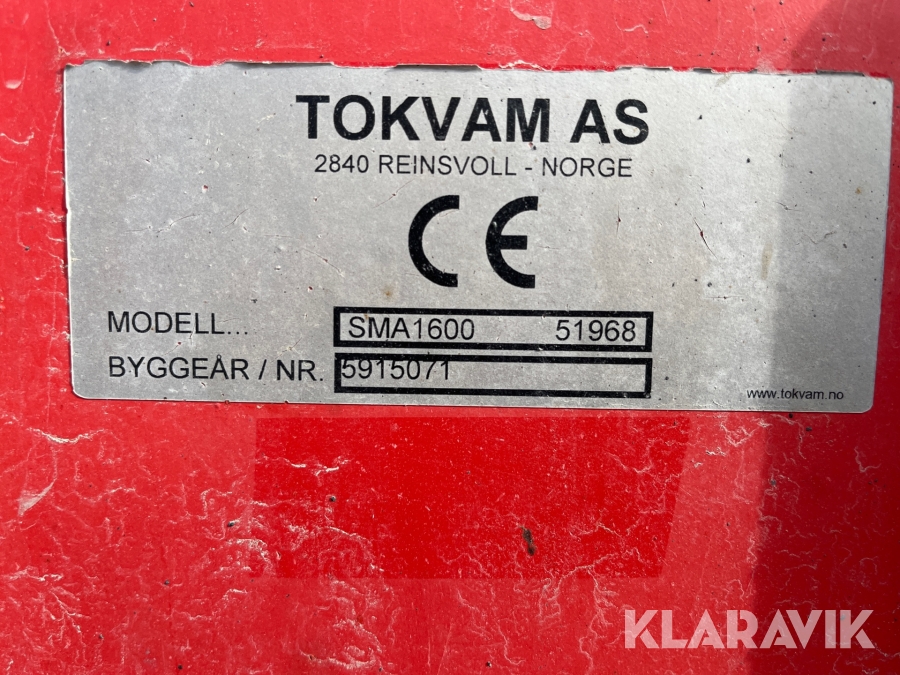 TOKVAM AS
2840 REINSVOLL - NORGE
CE
MODELL... SMA1600 51968
BYGGEÅR / NR. 5915071
www.tokvam.no
KLARAVIK